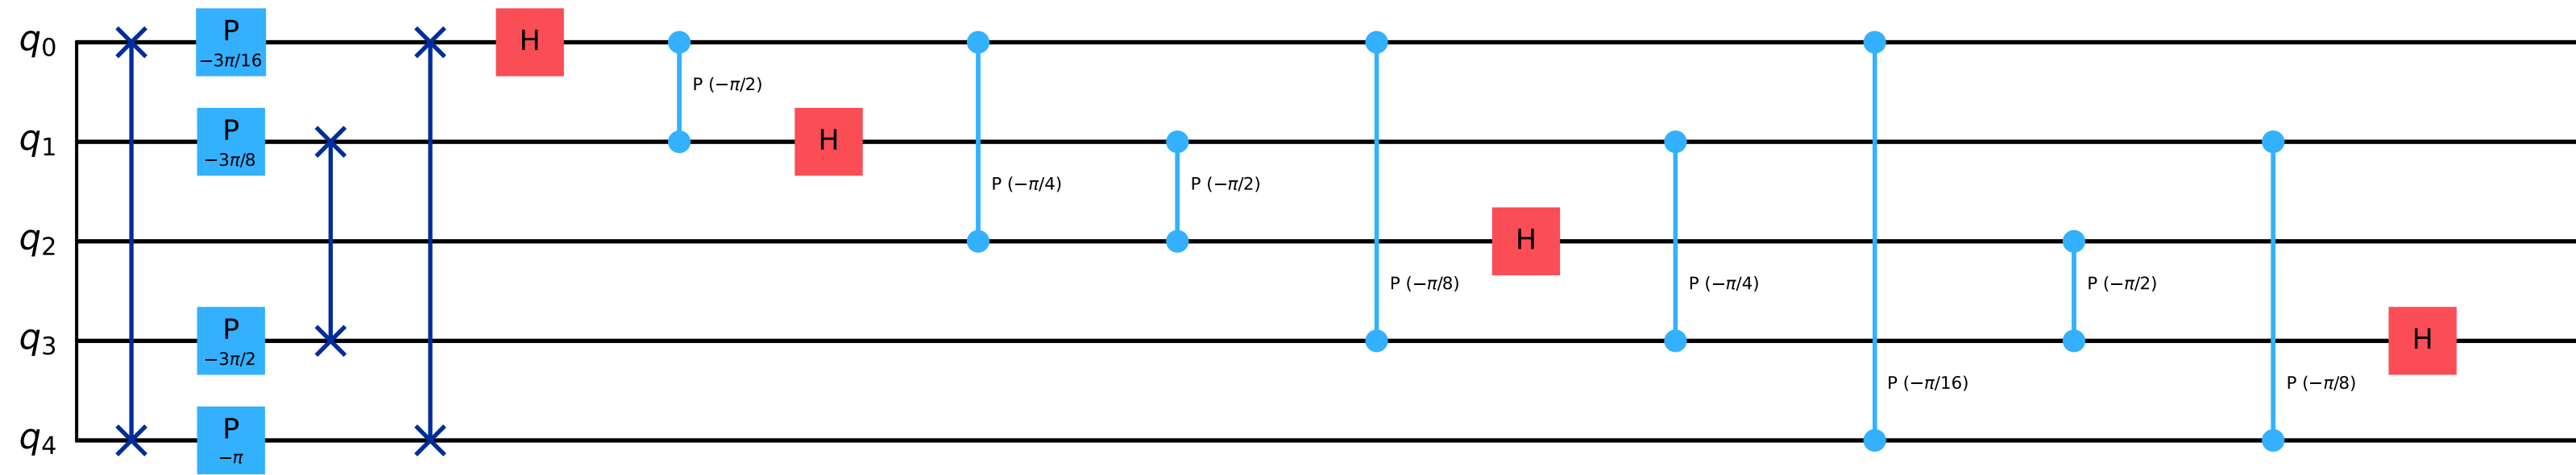 q0 P −3π/16 H
P (−π/2)
q1 P −3π/8 H
P (−π/4) P (−π/2)
q2 H
P (−π/8) P (−π/4) P (−π/2)
q3 P −3π/2 H
P (−π/16) P (−π/8)
q4 P −π